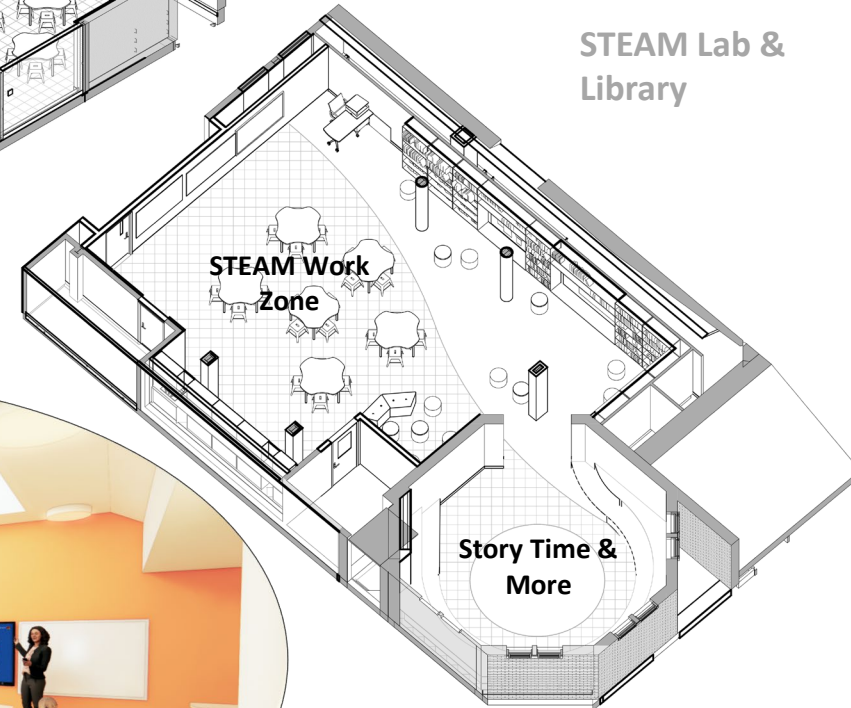 STEAM Lab &
Library
STEAM Work
Zone
Story Time &
More